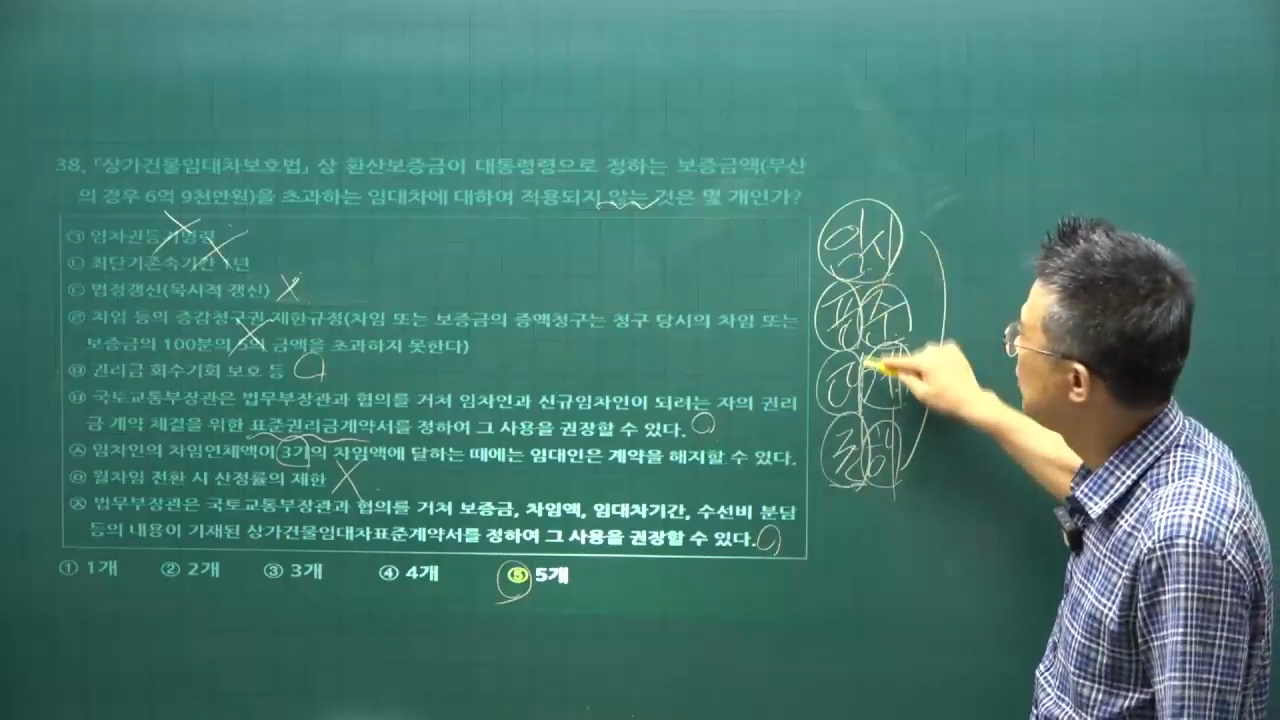 38, 「상가건물임대차보호법」 상 환산보증금이 대통령령으로 정하는 보증금액(부산
의 경우 6억 9천만원)을 초과하는 임대차에 대하여 적용되지 않는 것은 몇 개인가?
㉠ 임차권등기명령
㉡ 최단기존속기간 1년
㉢ 법정갱신(묵시적 갱신)
㉣ 차임 등의 증감청구권 제한규정(차임 또는 보증금의 증액청구는 청구 당시의 차임 또는
보증금의 100분의 5의 금액을 초과하지 못한다)
㉤ 권리금 회수기회 보호 등
㉥ 국토교통부장관은 법무부장관과 협의를 거쳐 임차인과 신규임차인이 되려는 자의 권리
금 계약 체결을 위한 표준권리금계약서를 정하여 그 사용을 권장할 수 있다.
㉦ 임차인의 차임연체액이 3기의 차임액에 달하는 때에는 임대인은 계약을 해지할 수 있다.
㉧ 월차임 전환 시 산정률의 제한
㉨ 법무부장관은 국토교통부장관과 협의를 거쳐 보증금, 차임액, 임대차기간, 수선비 분담
등의 내용이 기재된 상가건물임대차표준계약서를 정하여 그 사용을 권장할 수 있다.
① 1개 ② 2개 ③ 3개 ④ 4개 ⑤ 5개
표준